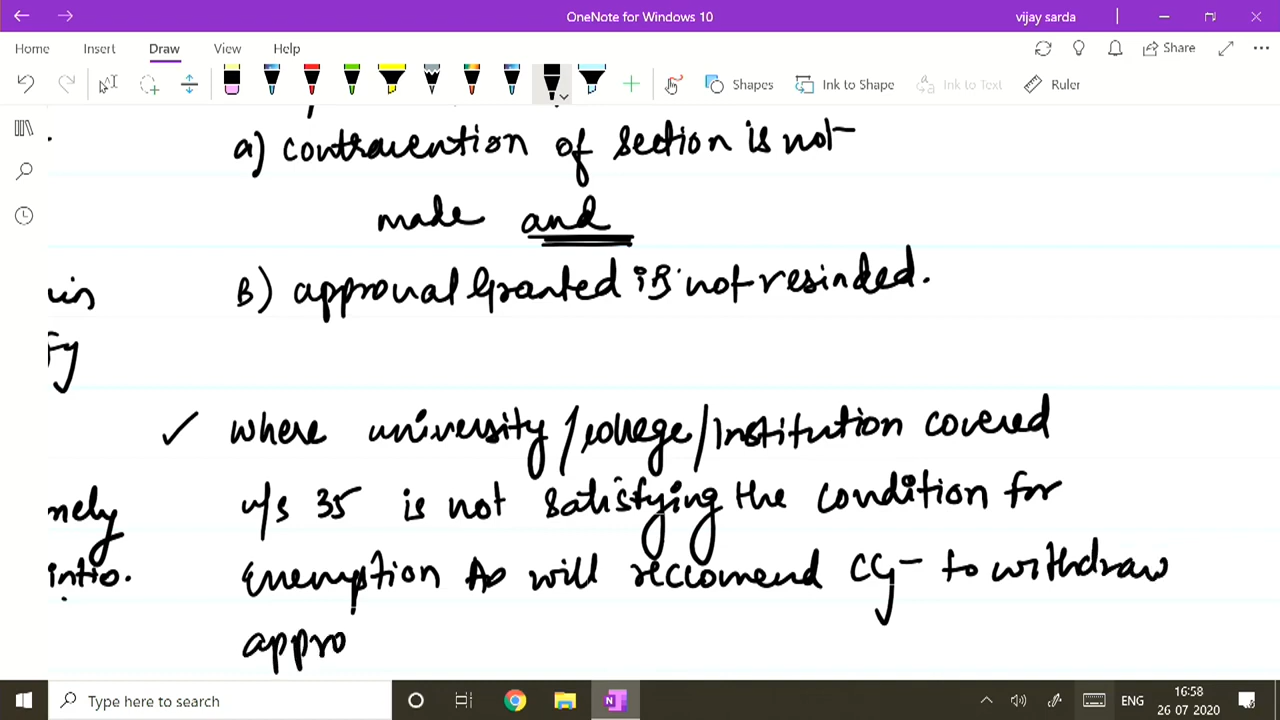 OneNote for Windows 10
vijay sarda
Home Insert Draw View Help
Share
Shapes Ink to Shape Ink to Text Ruler
a) contravention of section is not
made and
B) approval Granted is not resinded.
where university/college/institution covered
u/s 35 is not satisfying the condition for
Exemption Ao will reccomend CG to withdraw
appro
mely
intio.
Type here to search
ENG
16:58
26-07-2020